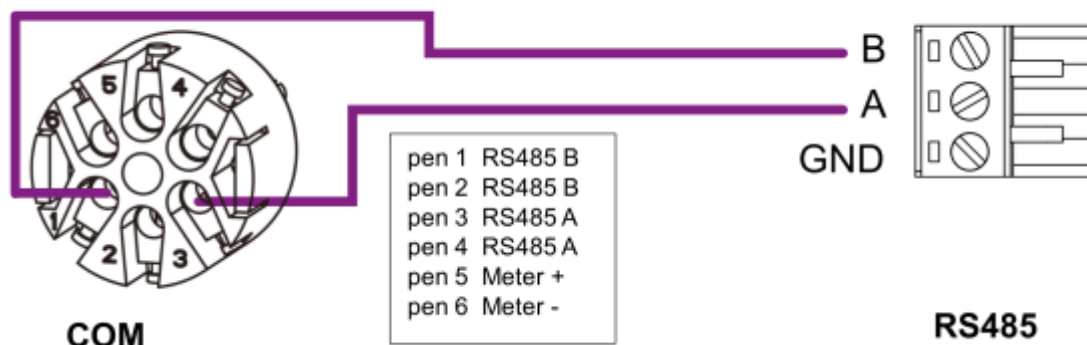 5
4
6
1
2
3
COM
pen 1 RS485 B
pen 2 RS485 B
pen 3 RS485 A
pen 4 RS485 A
pen 5 Meter +
pen 6 Meter -
B
A
GND
RS485